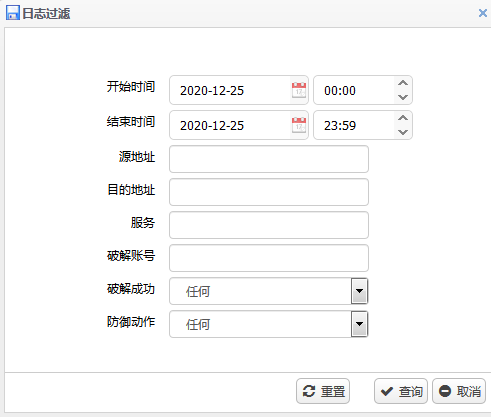 日志过滤
开始时间 2020-12-25 00:00
结束时间 2020-12-25 23:59
源地址
目的地址
服务
破解账号
破解成功 任何
防御动作 任何
重置 查询 取消